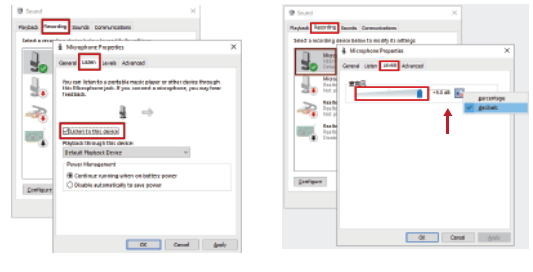 Sound
Playback Recording Sounds Communications
Microphone Properties
General Listen Levels Advanced
You can listen to a portable music player or other device through
this Microphone jack. If you connect a microphone, you may hear
feedback.
Listen to this device
Playback through this device:
Default Playback Device
Power Management
Continue running when on battery power
Disable automatically to save power
Configure
OK Cancel Apply
Sound
Playback Recording Sounds Communications
Select a recording device below to modify its settings:
Microphone Properties
General Listen Levels Advanced
+9.0 dB
percentage
decibels
Configure
OK Cancel Apply